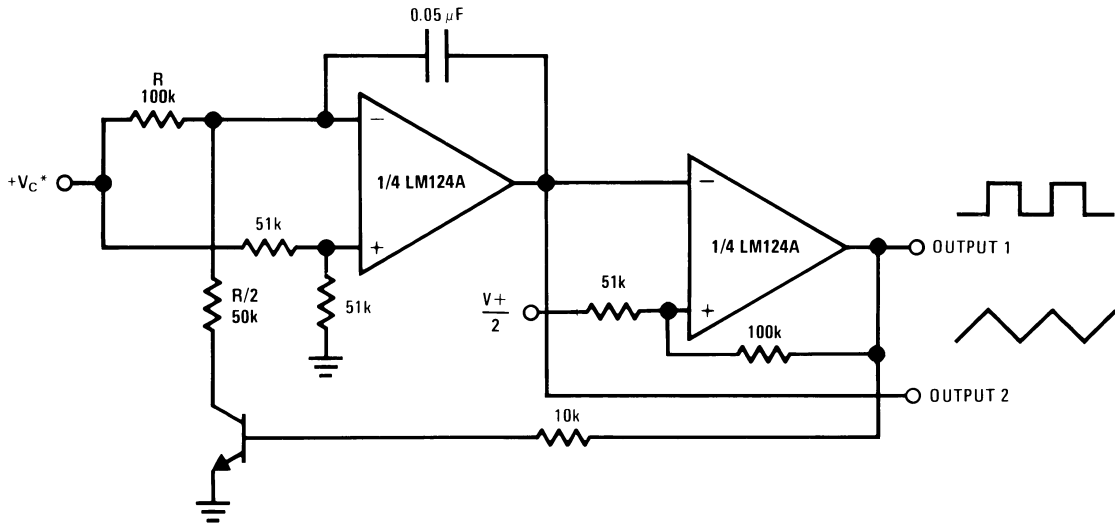 0.05 μF
R
100k
+VC*
−
1/4 LM124A
+
51k
51k
R/2
50k
−
1/4 LM124A
+
OUTPUT 1
51k
V+
2
100k
OUTPUT 2
10k